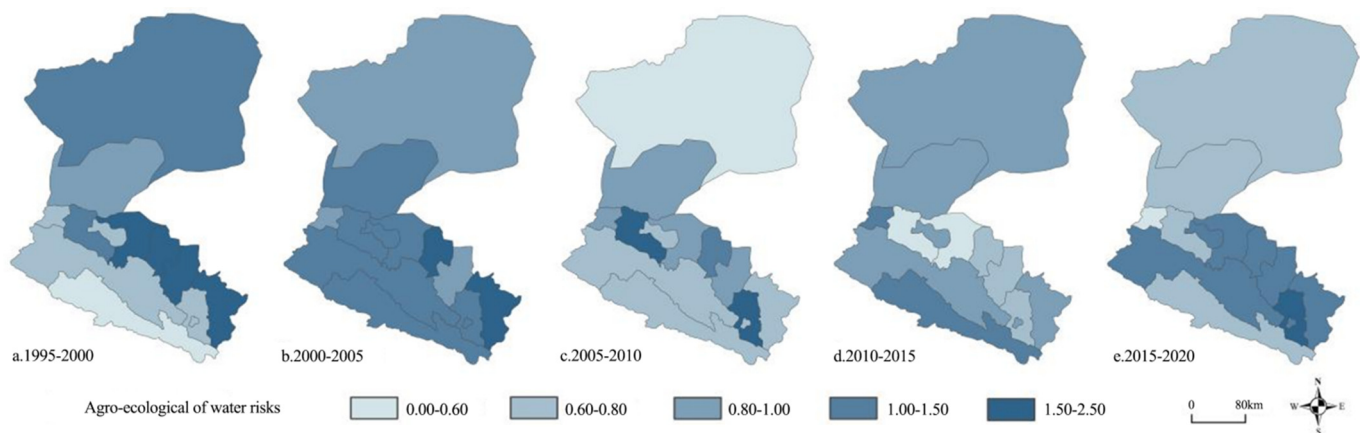 a.1995-2000
b.2000-2005
c.2005-2010
d.2010-2015
e.2015-2020
Agro-ecological of water risks
0.00-0.60
0.60-0.80
0.80-1.00
1.00-1.50
1.50-2.50
0 80km
N
W E
S